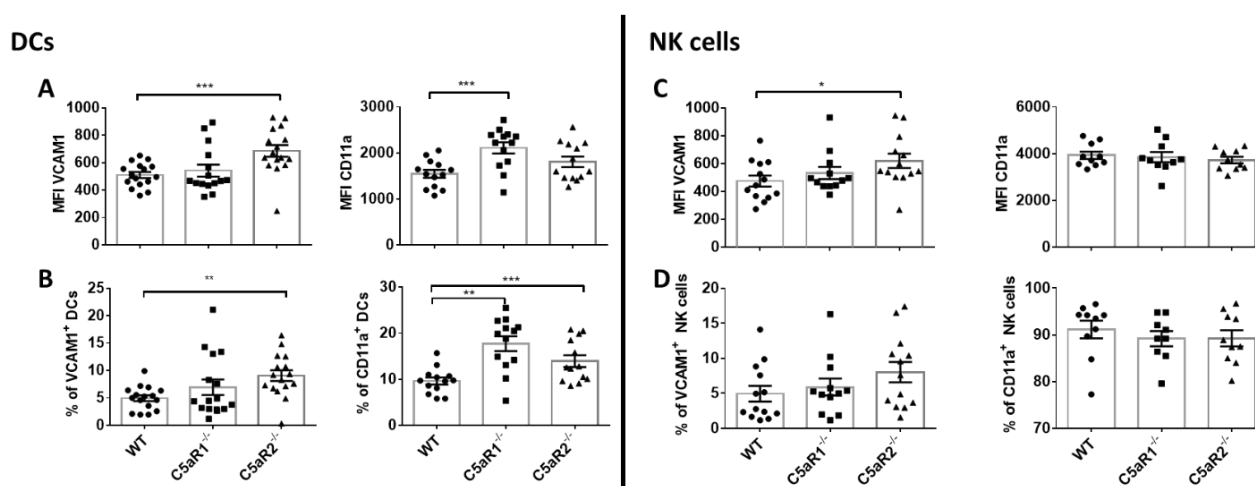 DCs
NK cells
A
***
MFI VCAM1
1000
800
600
400
200
0
***
MFI CD11a
3000
2000
1000
0
C
*
MFI VCAM1
1000
800
600
400
200
0
MFI CD11a
6000
4000
2000
0
B
**
% of VCAM1+ DCs
25
20
15
10
5
0
WT
C5aR1-/-
C5aR2-/-
***
**
% of CD11a+ DCs
30
20
10
0
WT
C5aR1-/-
C5aR2-/-
D
% of VCAM1+ NK cells
20
15
10
5
0
WT
C5aR1-/-
C5aR2-/-
% of CD11a+ NK cells
100
90
80
70
WT
C5aR1-/-
C5aR2-/-